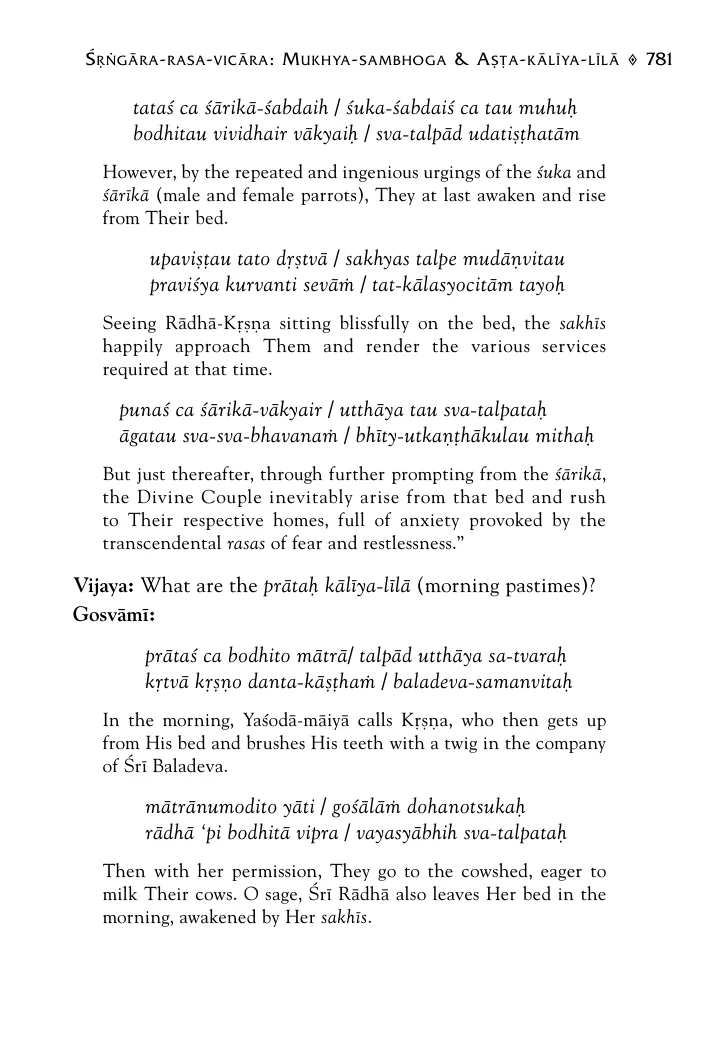 Śṛṅgāra-rasa-vicāra: Mukhya-sambhoga & Aṣṭa-kālīya-līlā ◊ 781
tataś ca śārikā-śabdaih / śuka-śabdaiś ca tau muhuḥ
bodhitau vividhair vākyaiḥ / sva-talpād udatiṣṭhatām
However, by the repeated and ingenious urgings of the śuka and
śārīkā (male and female parrots), They at last awaken and rise
from Their bed.
upaviṣṭau tato dṛṣtvā / sakhyas talpe mudāṇvitau
praviśya kurvanti sevāṁ / tat-kālasyocitām tayoḥ
Seeing Rādhā-Kṛṣṇa sitting blissfully on the bed, the sakhīs
happily approach Them and render the various services
required at that time.
punaś ca śārikā-vākyair / utthāya tau sva-talpataḥ
āgatau sva-sva-bhavanaṁ / bhīty-utkaṇṭhākulau mithaḥ
But just thereafter, through further prompting from the śārikā,
the Divine Couple inevitably arise from that bed and rush
to Their respective homes, full of anxiety provoked by the
transcendental rasas of fear and restlessness.”
Vijaya: What are the prātaḥ kālīya-līlā (morning pastimes)?
Gosvāmī:
prātaś ca bodhito mātrā/ talpād utthāya sa-tvaraḥ
kṛtvā kṛṣṇo danta-kāṣṭhaṁ / baladeva-samanvitaḥ
In the morning, Yaśodā-māiyā calls Kṛṣṇa, who then gets up
from His bed and brushes His teeth with a twig in the company
of Śrī Baladeva.
mātrānumodito yāti / gośālāṁ dohanotsukaḥ
rādhā ‘pi bodhitā vipra / vayasyābhih sva-talpataḥ
Then with her permission, They go to the cowshed, eager to
milk Their cows. O sage, Śrī Rādhā also leaves Her bed in the
morning, awakened by Her sakhīs.